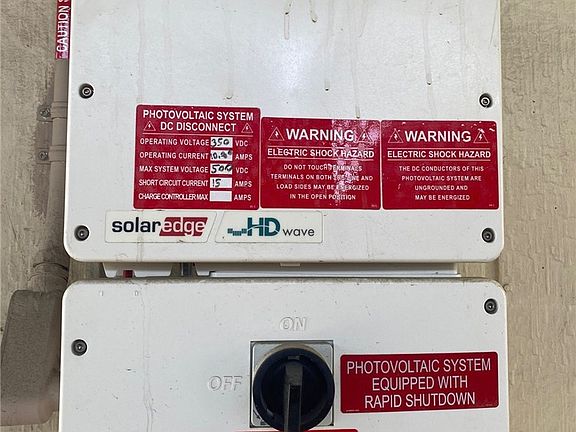 CAUTION S
PHOTOVOLTAIC SYSTEM
DC DISCONNECT
OPERATING VOLTAGE 350 VDC
OPERATING CURRENT AMPS
MAX SYSTEM VOLTAGE VDC
SHORT CIRCUIT CURRENT 15 AMPS
CHARGE CONTROLLER MAX AMPS
WARNING
ELECTRIC SHOCK HAZARD
DO NOT TOUCH TERMINALS
TERMINALS ON BOTH LINE AND
LOAD SIDES MAY BE ENERGIZED
IN THE OPEN POSITION
WARNING
ELECTRIC SHOCK HAZARD
THE DC CONDUCTORS OF THIS
PHOTOVOLTAIC SYSTEM ARE
UNGROUNDED AND
MAY BE ENERGIZED
solaredge HD wave
ON
OFF
PHOTOVOLTAIC SYSTEM
EQUIPPED WITH
RAPID SHUTDOWN